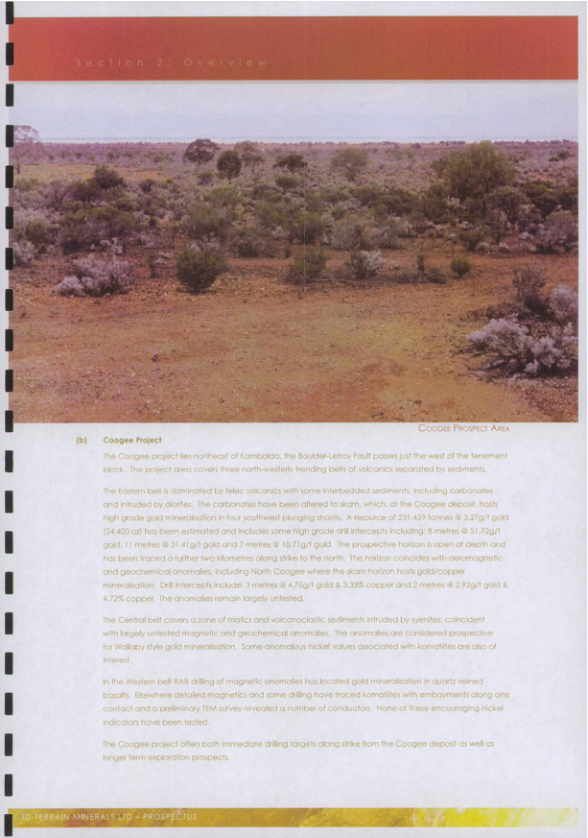 Section 2: Overview
COOGEE PROSPECT AREA
(b) Coogee Project
The Coogee project lies northeast of Kambalda, the Boulder-Lefroy Fault passes just the west of the tenement
block. The project area covers three north-westerly trending belts of volcanics separated by sediments.
The Eastern belt is dominated by felsic volcanics with some interbedded sediments, including carbonates
and intruded by diorites. The carbonates have been altered to skarn, which, at the Coogee deposit, hosts
high grade gold mineralisation in four southwest plunging shoots. A resource of 231,459 tonnes @ 3.27g/t gold
(24,400 oz) has been estimated and includes some high grade drill intercepts including: 8 metres @ 51.72g/t
gold, 11 metres @ 31.41g/t gold and 7 metres @ 10.71g/t gold. The prospective horizon is open at depth and
has been traced a further two kilometres along strike to the north. The horizon coincides with aeromagnetic
and geochemical anomalies, including North Coogee where the skarn horizon hosts gold/copper
mineralisation. Drill intercepts include: 3 metres @ 4.75g/t gold & 3.33% copper and 2 metres @ 2.92g/t gold &
4.72% copper. The anomalies remain largely untested.
The Central belt covers a zone of mafics and volcanoclastic sediments intruded by syenites; coincident
with largely untested magnetic and geochemical anomalies. The anomalies are considered prospective
for Wallaby style gold mineralisation. Some anomalous nickel values associated with komatiites are also of
interest.
In the Western belt RAB drilling of magnetic anomalies has located gold mineralisation in quartz veined
basalts. Elsewhere detailed magnetics and some drilling have traced komatiites with embayments along one
contact and a preliminary TEM survey revealed a number of conductors. None of these encouraging nickel
indicators have been tested.
The Coogee project offers both immediate drilling targets along strike from the Coogee deposit as well as
longer term exploration prospects.
10 TERRAIN MINERALS LTD – PROSPECTUS